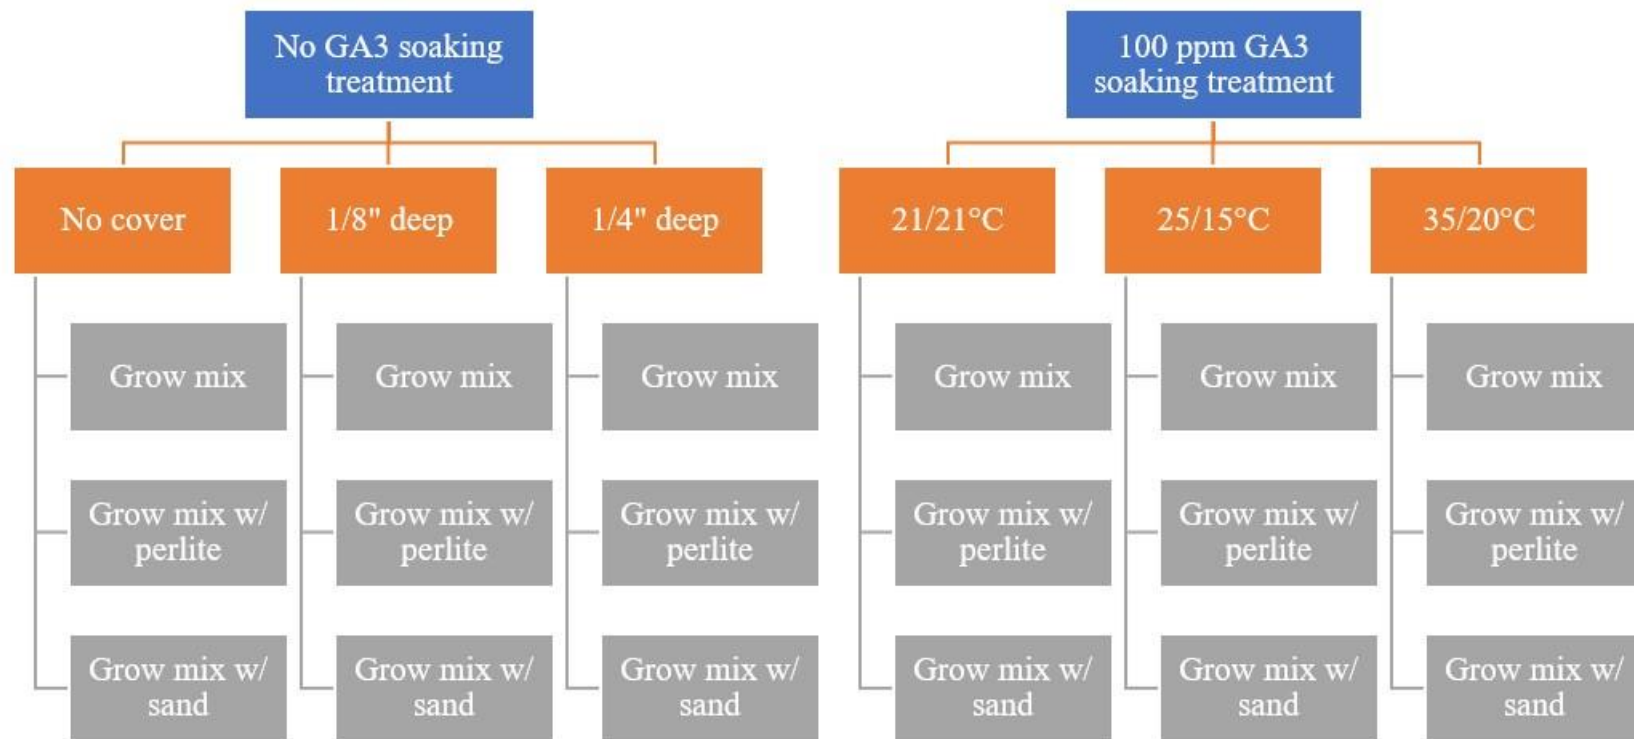 No GA3 soaking
treatment
100 ppm GA3
soaking treatment
No cover
1/8" deep
1/4" deep
21/21°C
25/15°C
35/20°C
Grow mix
Grow mix
Grow mix
Grow mix
Grow mix
Grow mix
Grow mix w/
perlite
Grow mix w/
perlite
Grow mix w/
perlite
Grow mix w/
perlite
Grow mix w/
perlite
Grow mix w/
perlite
Grow mix w/
sand
Grow mix w/
sand
Grow mix w/
sand
Grow mix w/
sand
Grow mix w/
sand
Grow mix w/
sand